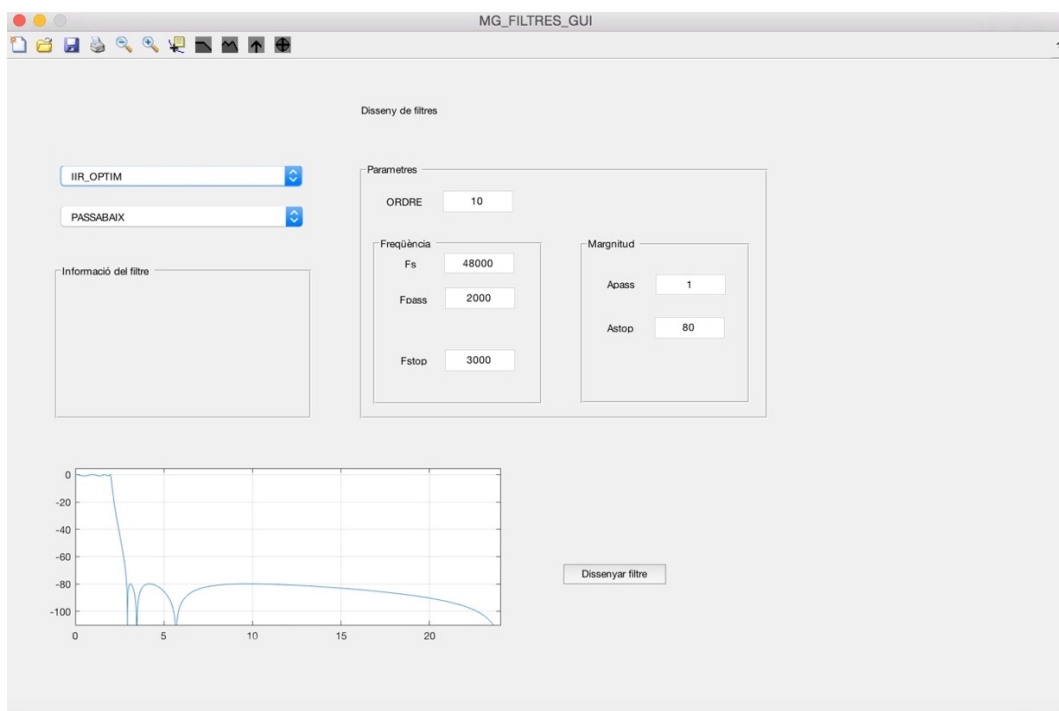 MG_FILTRES_GUI
Disseny de filtres
IIR_OPTIM
PASSABAIX
Informació del filtre
Parametres
ORDRE 10
Freqüència
Fs 48000
Fpass 2000
Fstop 3000
Margnitud
Apass 1
Astop 80
0
-20
-40
-60
-80
-100
0 5 10 15 20
Dissenyar filtre